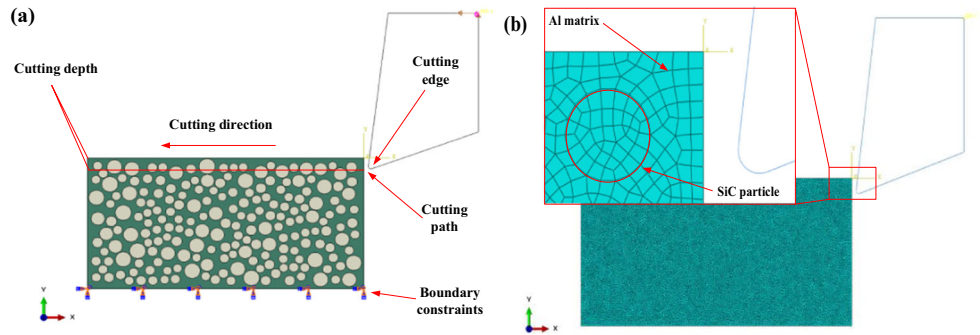 (a)
Cutting depth
Cutting direction
Cutting
edge
Cutting
path
Boundary
constraints
Y
X
(b)
Al matrix
SiC particle
Y
X